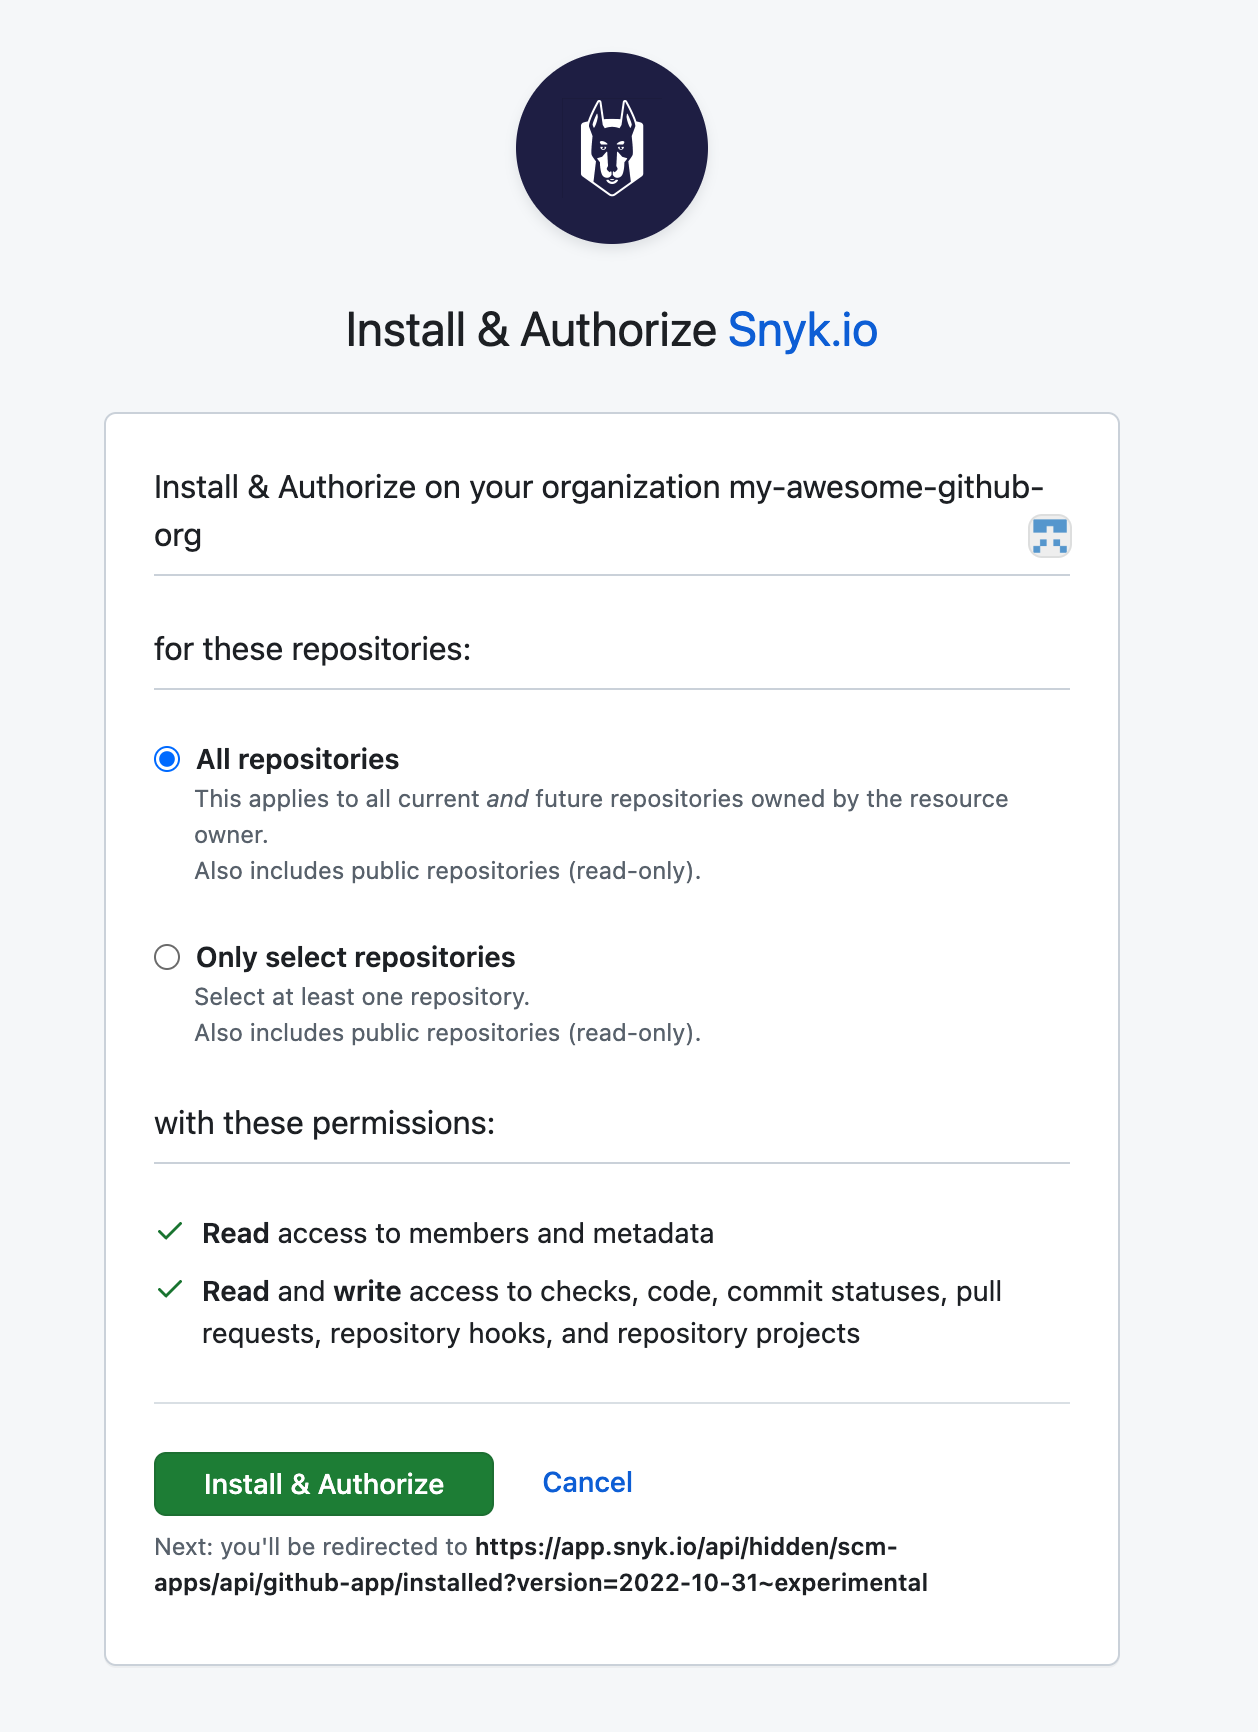 Install & Authorize Snyk.io
Install & Authorize on your organization my-awesome-github-
org
for these repositories:
All repositories
This applies to all current and future repositories owned by the resource
owner.
Also includes public repositories (read-only).
Only select repositories
Select at least one repository.
Also includes public repositories (read-only).
with these permissions:
Read access to members and metadata
Read and write access to checks, code, commit statuses, pull
requests, repository hooks, and repository projects
Install & Authorize Cancel
Next: you'll be redirected to https://app.snyk.io/api/hidden/scm-
apps/api/github-app/installed?version=2022-10-31~experimental